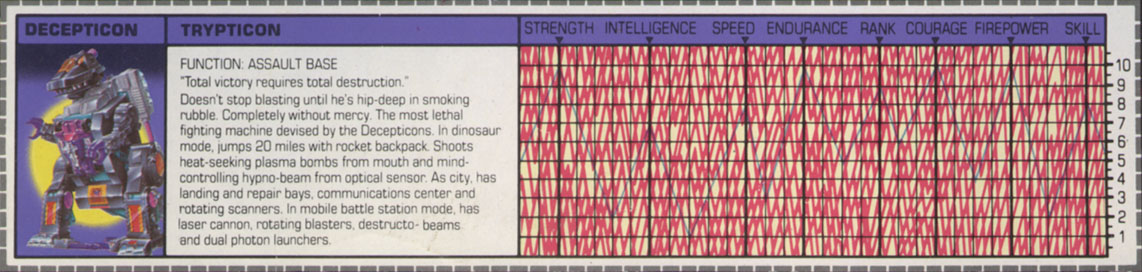 DECEPTICON
TRYPTICON
STRENGTH INTELLIGENCE SPEED ENDURANCE RANK COURAGE FIREPOWER SKILL
FUNCTION: ASSAULT BASE
"Total victory requires total destruction."
Doesn't stop blasting until he's hip-deep in smoking
rubble. Completely without mercy. The most lethal
fighting machine devised by the Decepticons. In dinosaur
mode, jumps 20 miles with rocket backpack. Shoots
heat-seeking plasma bombs from mouth and mind-
controlling hypno-beam from optical sensor. As city, has
landing and repair bays, communications center and
rotating scanners. In mobile battle station mode, has
laser cannon, rotating blasters, destructo- beams
and dual photon launchers.
10
9
8
7
6
5
4
3
2
1